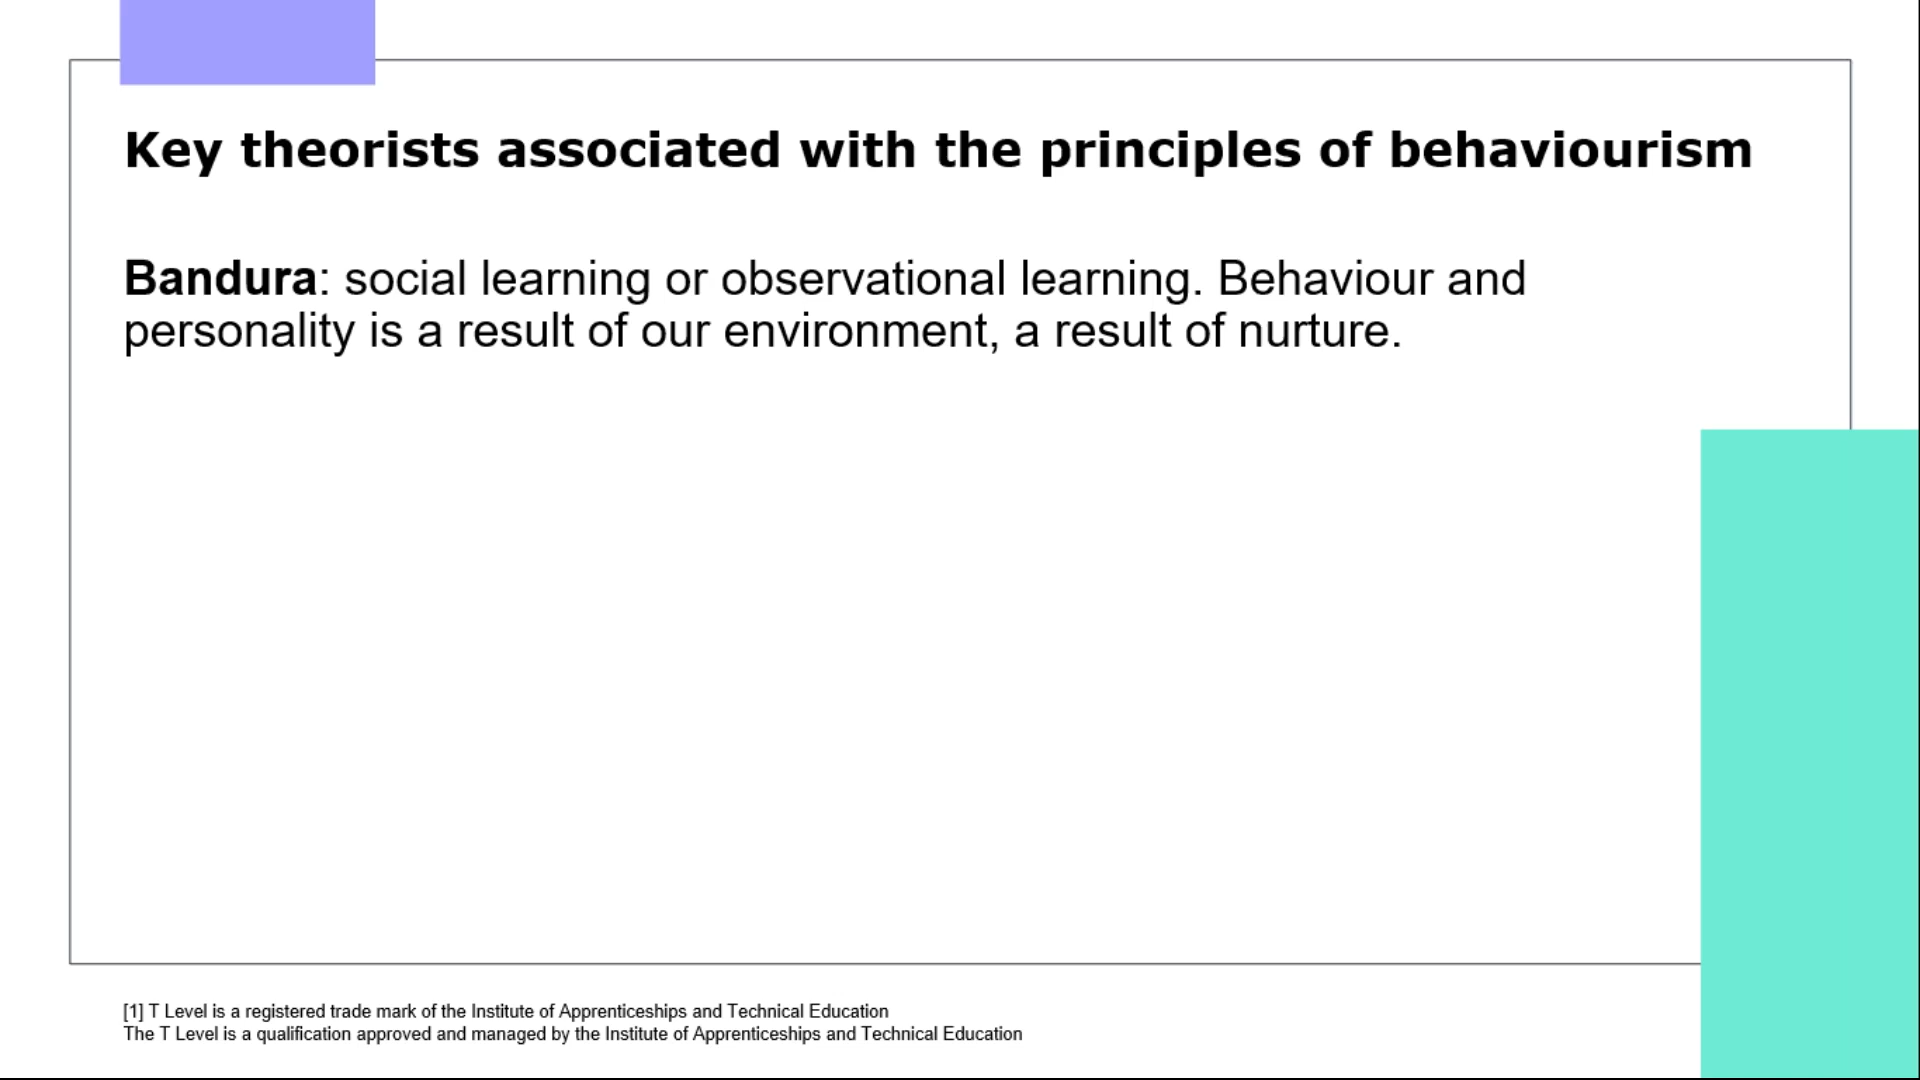 Key theorists associated with the principles of behaviourism
Bandura: social learning or observational learning. Behaviour and
personality is a result of our environment, a result of nurture.
[1] T Level is a registered trade mark of the Institute of Apprenticeships and Technical Education
The T Level is a qualification approved and managed by the Institute of Apprenticeships and Technical Education